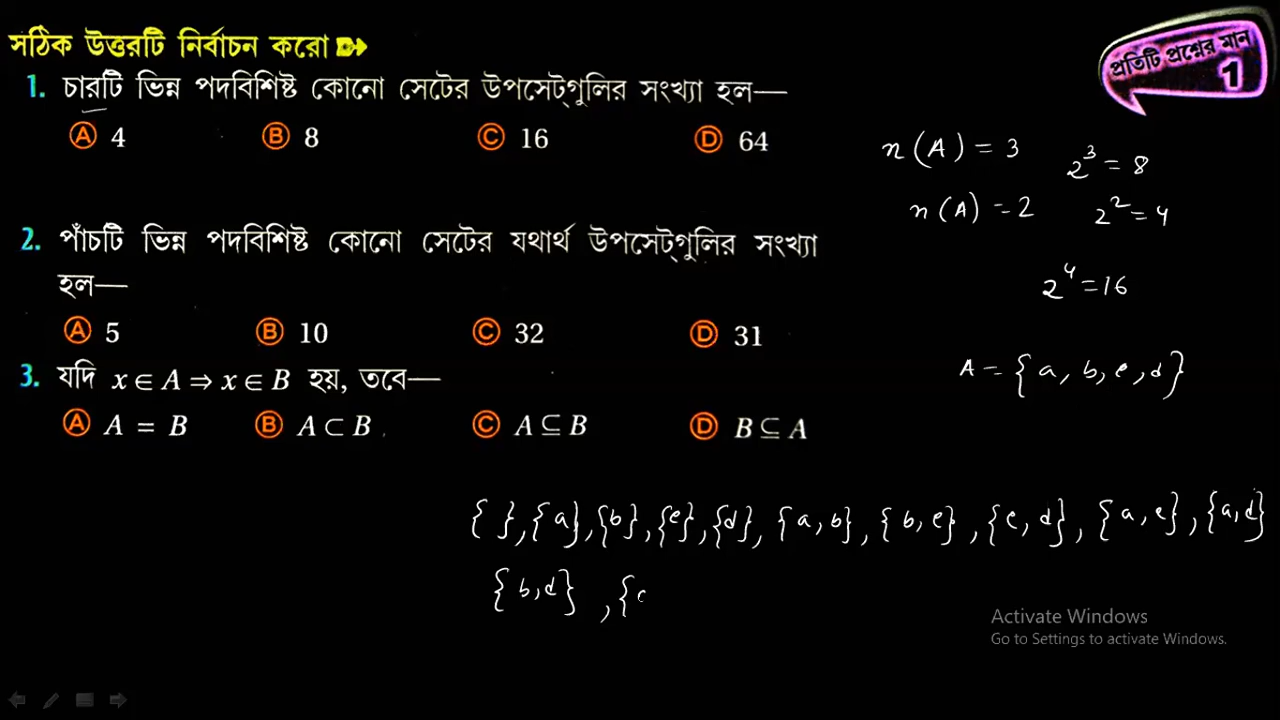 সঠিক উত্তরটি নির্বাচন করো
প্রতিটি প্রশ্নের মান
1
1. চারটি ভিন্ন পদবিশিষ্ট কোনো সেটের উপসেটগুলির সংখ্যা হল—
Ⓐ 4 Ⓑ 8 Ⓒ 16 Ⓓ 64
n(A) = 3 2³ = 8
n(A) = 2 2² = 4
2. পাঁচটি ভিন্ন পদবিশিষ্ট কোনো সেটের যথার্থ উপসেটগুলির সংখ্যা
হল—
2⁴ = 16
Ⓐ 5 Ⓑ 10 Ⓒ 32 Ⓓ 31
3. যদি x ∈ A ⇒ x ∈ B হয়, তবে—
A = {a, b, c, d}
Ⓐ A = B Ⓑ A ⊂ B Ⓒ A ⊆ B Ⓓ B ⊆ A
{ }, {a}, {b}, {c}, {d}, {a, b}, {b, c}, {c, d}, {a, c}, {a, d}
{b, d}, {c
Activate Windows
Go to Settings to activate Windows.